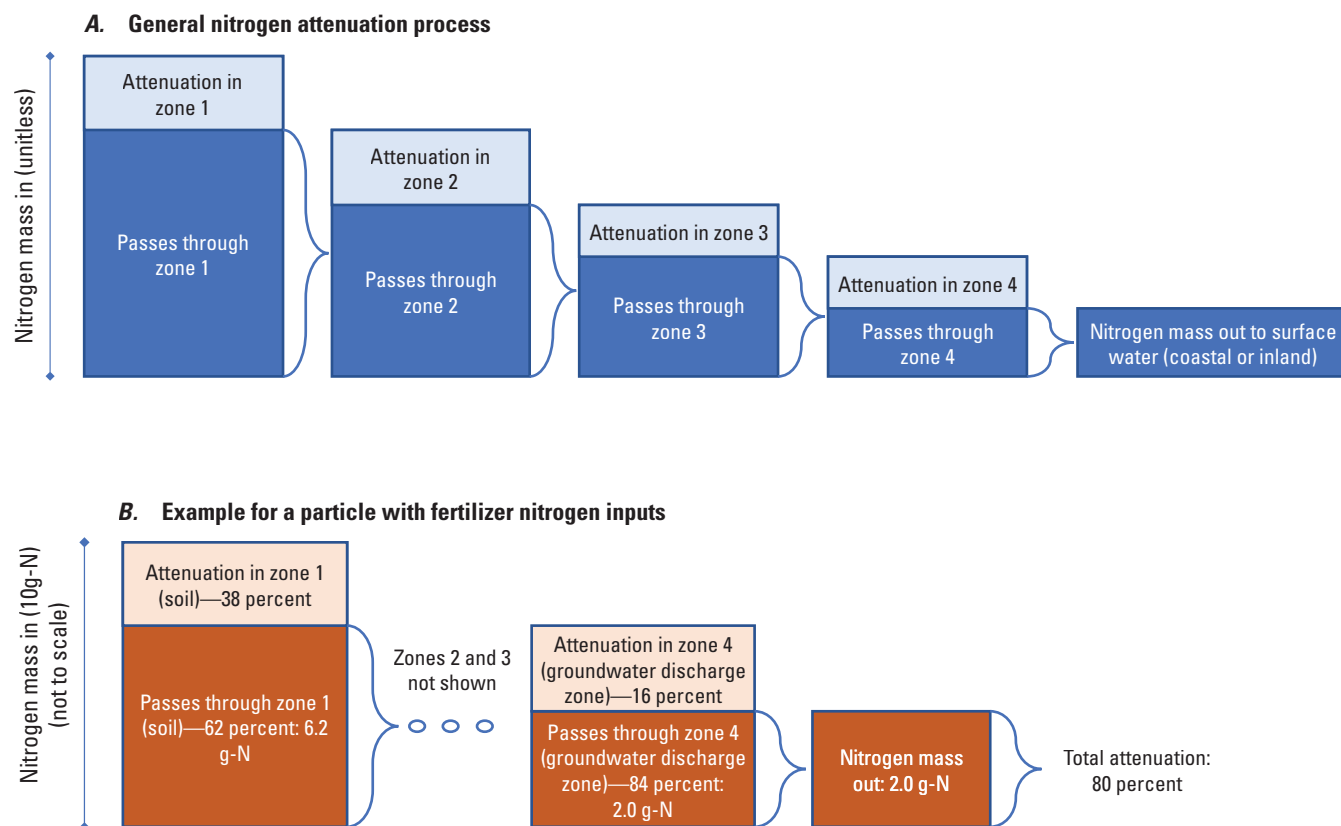 A. General nitrogen attenuation process
Nitrogen mass in (unitless)
Attenuation in
zone 1
Passes through
zone 1
Attenuation in
zone 2
Passes through
zone 2
Attenuation in zone 3
Passes through
zone 3
Attenuation in zone 4
Passes through
zone 4
Nitrogen mass out to surface
water (coastal or inland)
B. Example for a particle with fertilizer nitrogen inputs
Nitrogen mass in (10g-N)
(not to scale)
Attenuation in zone 1
(soil)—38 percent
Passes through zone 1
(soil)—62 percent: 6.2
g-N
Zones 2 and 3
not shown
Attenuation in zone 4
(groundwater discharge
zone)—16 percent
Passes through zone 4
(groundwater discharge
zone)—84 percent:
2.0 g-N
Nitrogen mass
out: 2.0 g-N
Total attenuation:
80 percent